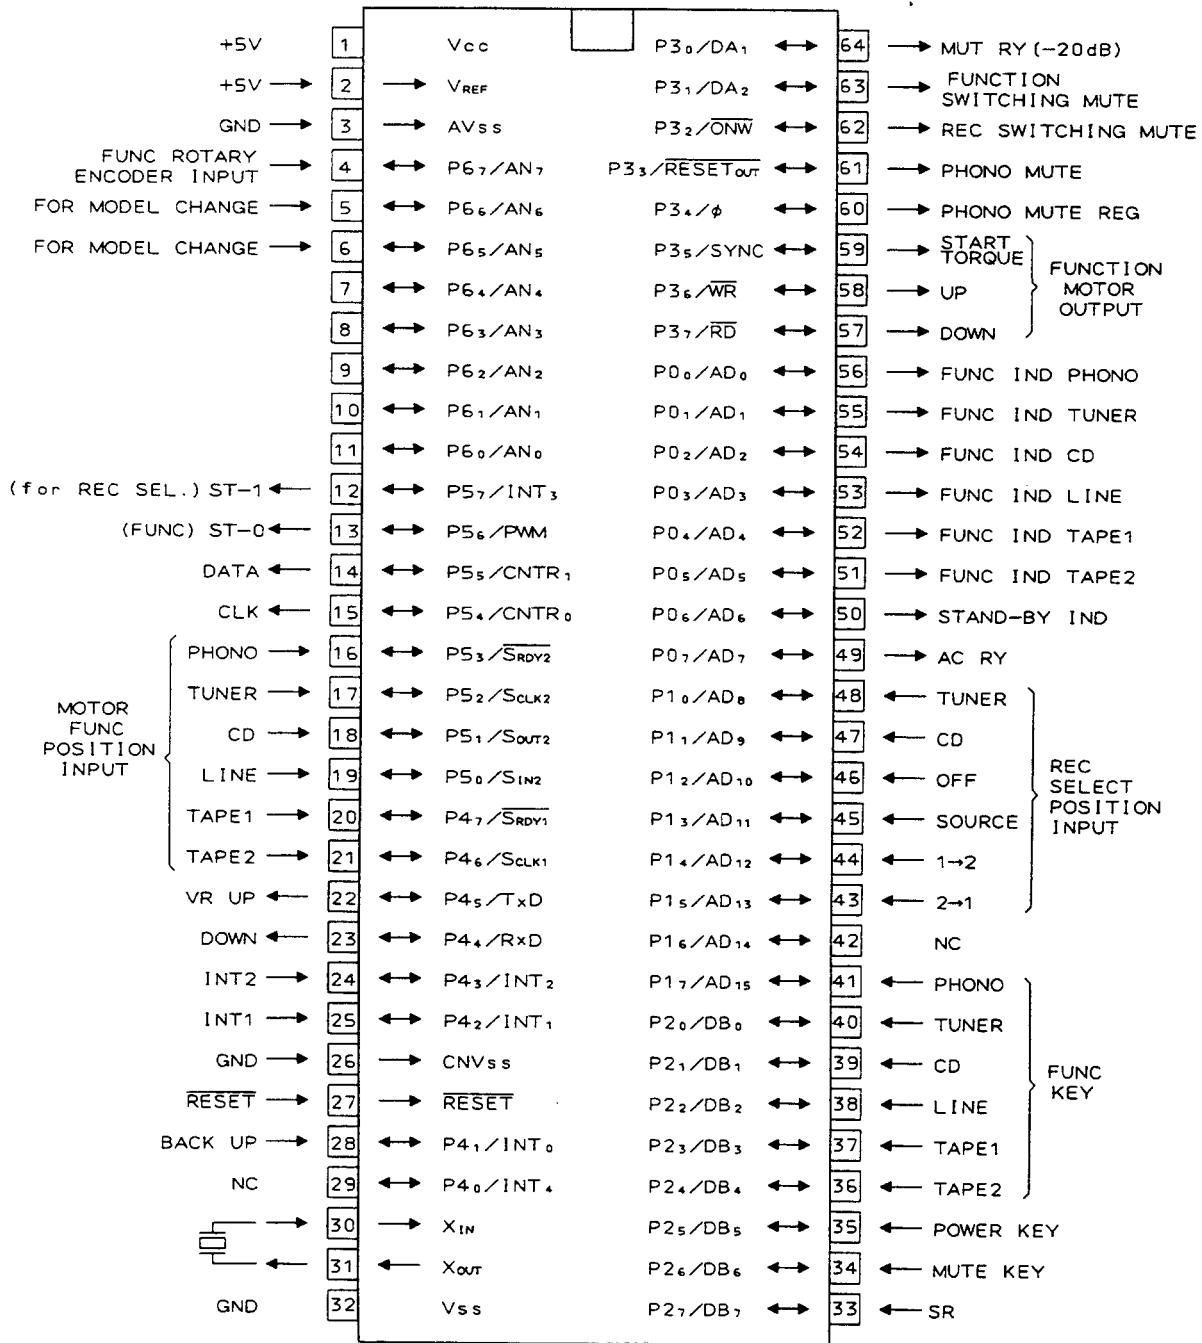 +5V 1 Vcc P3₀/DA₁ 64 MUT RY (−20dB)
+5V 2 VREF P3₁/DA₂ 63 FUNCTION SWITCHING MUTE
GND 3 AVss P3₂/ONW 62 REC SWITCHING MUTE
FUNC ROTARY ENCODER INPUT 4 P6₇/AN₇ P3₃/RESETOUT 61 PHONO MUTE
FOR MODEL CHANGE 5 P6₆/AN₆ P3₄/φ 60 PHONO MUTE REG
FOR MODEL CHANGE 6 P6₅/AN₅ P3₅/SYNC 59 START TORQUE
7 P6₄/AN₄ P3₆/WR 58 UP
8 P6₃/AN₃ P3₇/RD 57 DOWN
FUNCTION MOTOR OUTPUT
9 P6₂/AN₂ P0₀/AD₀ 56 FUNC IND PHONO
10 P6₁/AN₁ P0₁/AD₁ 55 FUNC IND TUNER
11 P6₀/AN₀ P0₂/AD₂ 54 FUNC IND CD
(for REC SEL.) ST-1 12 P5₇/INT₃ P0₃/AD₃ 53 FUNC IND LINE
(FUNC) ST-0 13 P5₆/PWM P0₄/AD₄ 52 FUNC IND TAPE1
DATA 14 P5₅/CNTR₁ P0₅/AD₅ 51 FUNC IND TAPE2
CLK 15 P5₄/CNTR₀ P0₆/AD₆ 50 STAND-BY IND
PHONO 16 P5₃/SRDY2 P0₇/AD₇ 49 AC RY
TUNER 17 P5₂/SCLK2 P1₀/AD₈ 48 TUNER
CD 18 P5₁/SOUT2 P1₁/AD₉ 47 CD
MOTOR FUNC POSITION INPUT
LINE 19 P5₀/SIN2 P1₂/AD₁₀ 46 OFF
REC SELECT POSITION INPUT
TAPE1 20 P4₇/SRDY1 P1₃/AD₁₁ 45 SOURCE
TAPE2 21 P4₆/SCLK1 P1₄/AD₁₂ 44 1→2
VR UP 22 P4₅/TxD P1₅/AD₁₃ 43 2→1
DOWN 23 P4₄/RxD P1₆/AD₁₄ 42 NC
INT2 24 P4₃/INT₂ P1₇/AD₁₅ 41 PHONO
INT1 25 P4₂/INT₁ P2₀/DB₀ 40 TUNER
GND 26 CNVss P2₁/DB₁ 39 CD
FUNC KEY
RESET 27 RESET P2₂/DB₂ 38 LINE
BACK UP 28 P4₁/INT₀ P2₃/DB₃ 37 TAPE1
NC 29 P4₀/INT₄ P2₄/DB₄ 36 TAPE2
30 XIN P2₅/DB₅ 35 POWER KEY
31 XOUT P2₆/DB₆ 34 MUTE KEY
GND 32 Vss P2₇/DB₇ 33 SR